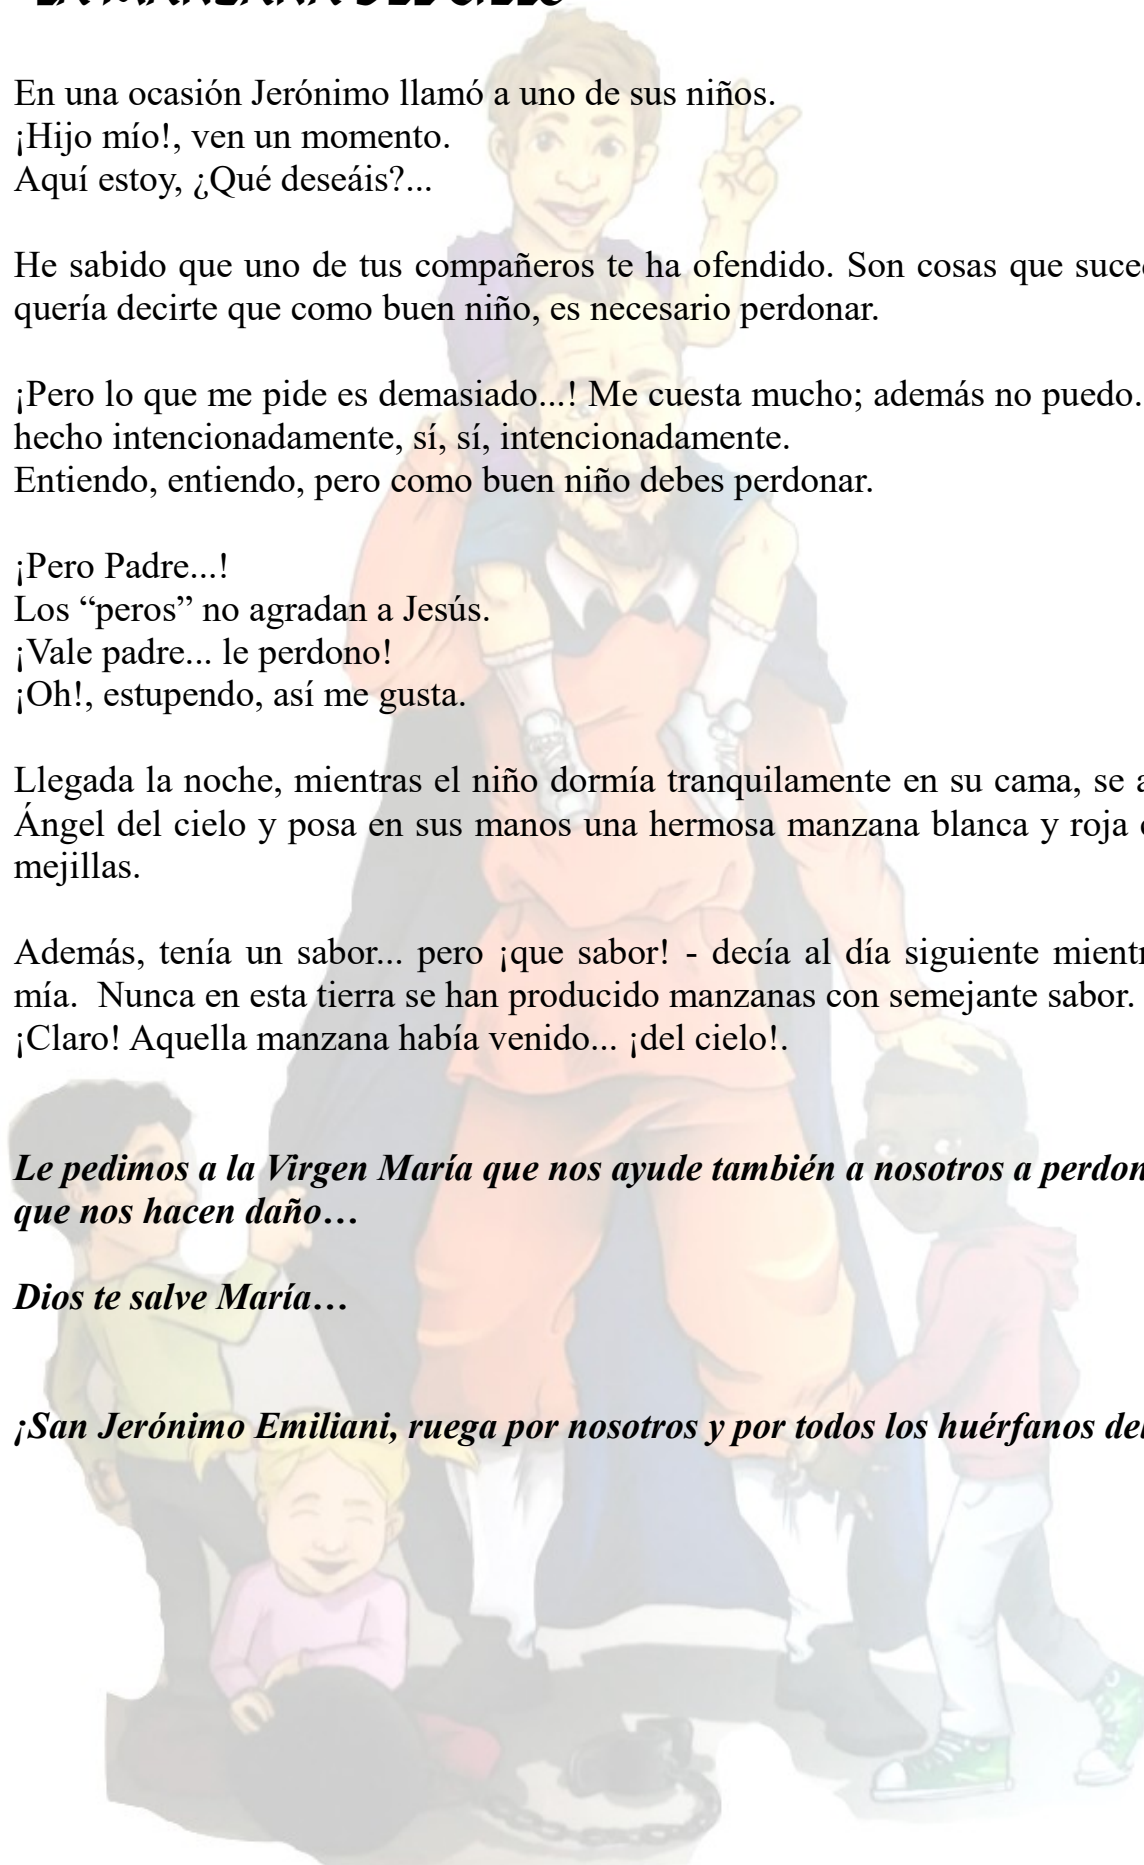 En una ocasión Jerónimo llamó a uno de sus niños.
¡Hijo mío!, ven un momento.
Aquí estoy, ¿Qué deseáis?...
He sabido que uno de tus compañeros te ha ofendido. Son cosas que
quería decirte que como buen niño, es necesario perdonar.
¡Pero lo que me pide es demasiado...! Me cuesta mucho; además no puedo.
hecho intencionadamente, sí, sí, intencionadamente.
Entiendo, entiendo, pero como buen niño debes perdonar.
¡Pero Padre...!
Los “peros” no agradan a Jesús.
¡Vale padre... le perdono!
¡Oh!, estupendo, así me gusta.
Llegada la noche, mientras el niño dormía tranquilamente en su cama, se
Ángel del cielo y posa en sus manos una hermosa manzana blanca y roja
mejillas.
Además, tenía un sabor... pero ¡que sabor! - decía al día siguiente
mía. Nunca en esta tierra se han producido manzanas con semejante sabor.
¡Claro! Aquella manzana había venido... ¡del cielo!.
Le pedimos a la Virgen María que nos ayude también a nosotros a
que nos hacen daño…
Dios te salve María…
¡San Jerónimo Emiliani, ruega por nosotros y por todos los huérfanos